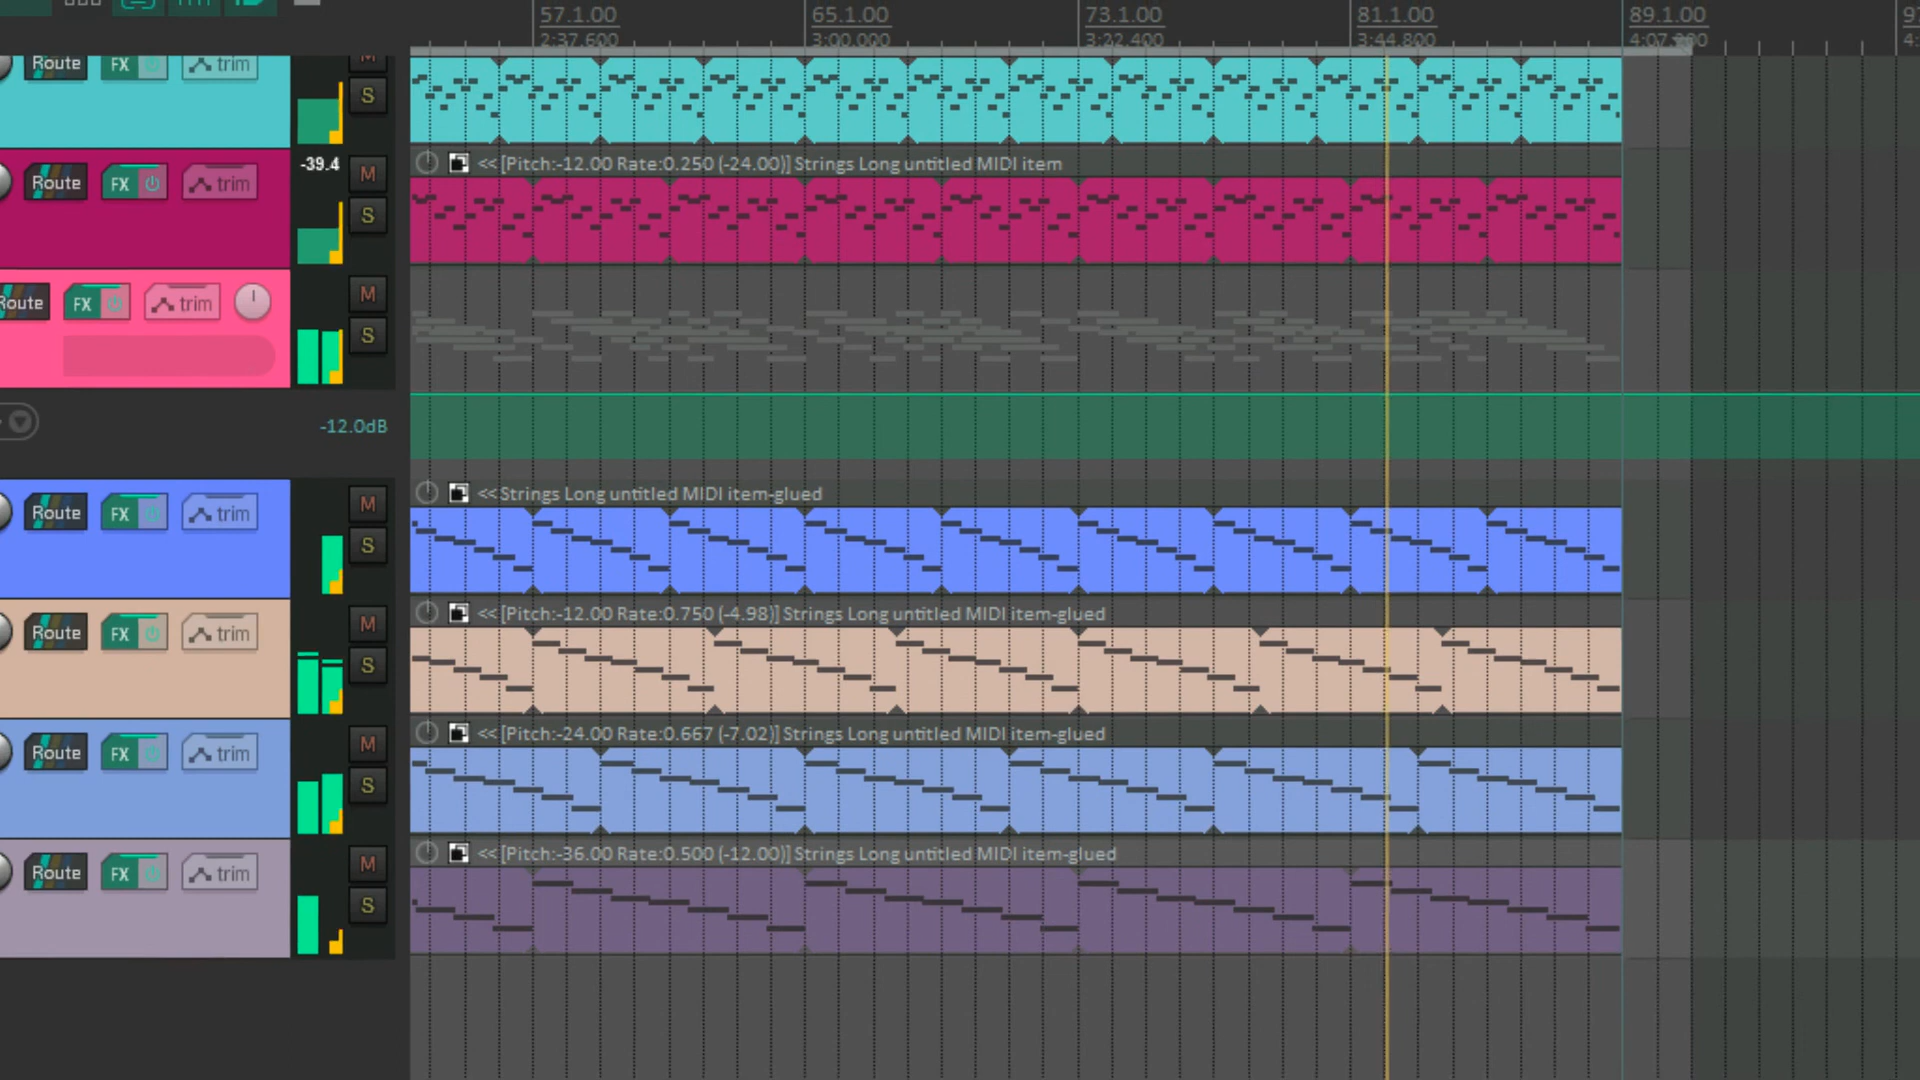 57.1.00 65.1.00 73.1.00 81.1.00 89.1.00
2:37.600 3:00.000 3:22.400 3:44.800
Route FX trim M
S
-39.4 << [Pitch:-12.00 Rate:0.250 (-24.00)] Strings Long untitled MIDI item
Route FX trim M
S
Route FX trim M
S
-12.0dB
<< Strings Long untitled MIDI item-glued
Route FX trim M
S
<< [Pitch:-12.00 Rate:0.750 (-4.98)] Strings Long untitled MIDI item-glued
Route FX trim M
S
<< [Pitch:-24.00 Rate:0.667 (-7.02)] Strings Long untitled MIDI item-glued
Route FX trim M
S
<< [Pitch:-36.00 Rate:0.500 (-12.00)] Strings Long untitled MIDI item-glued
Route FX trim M
S